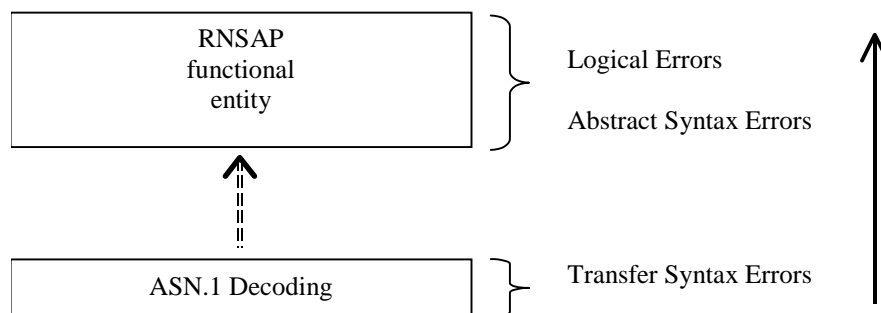 RNSAP
functional
entity
Logical Errors
Abstract Syntax Errors
ASN.1 Decoding
Transfer Syntax Errors